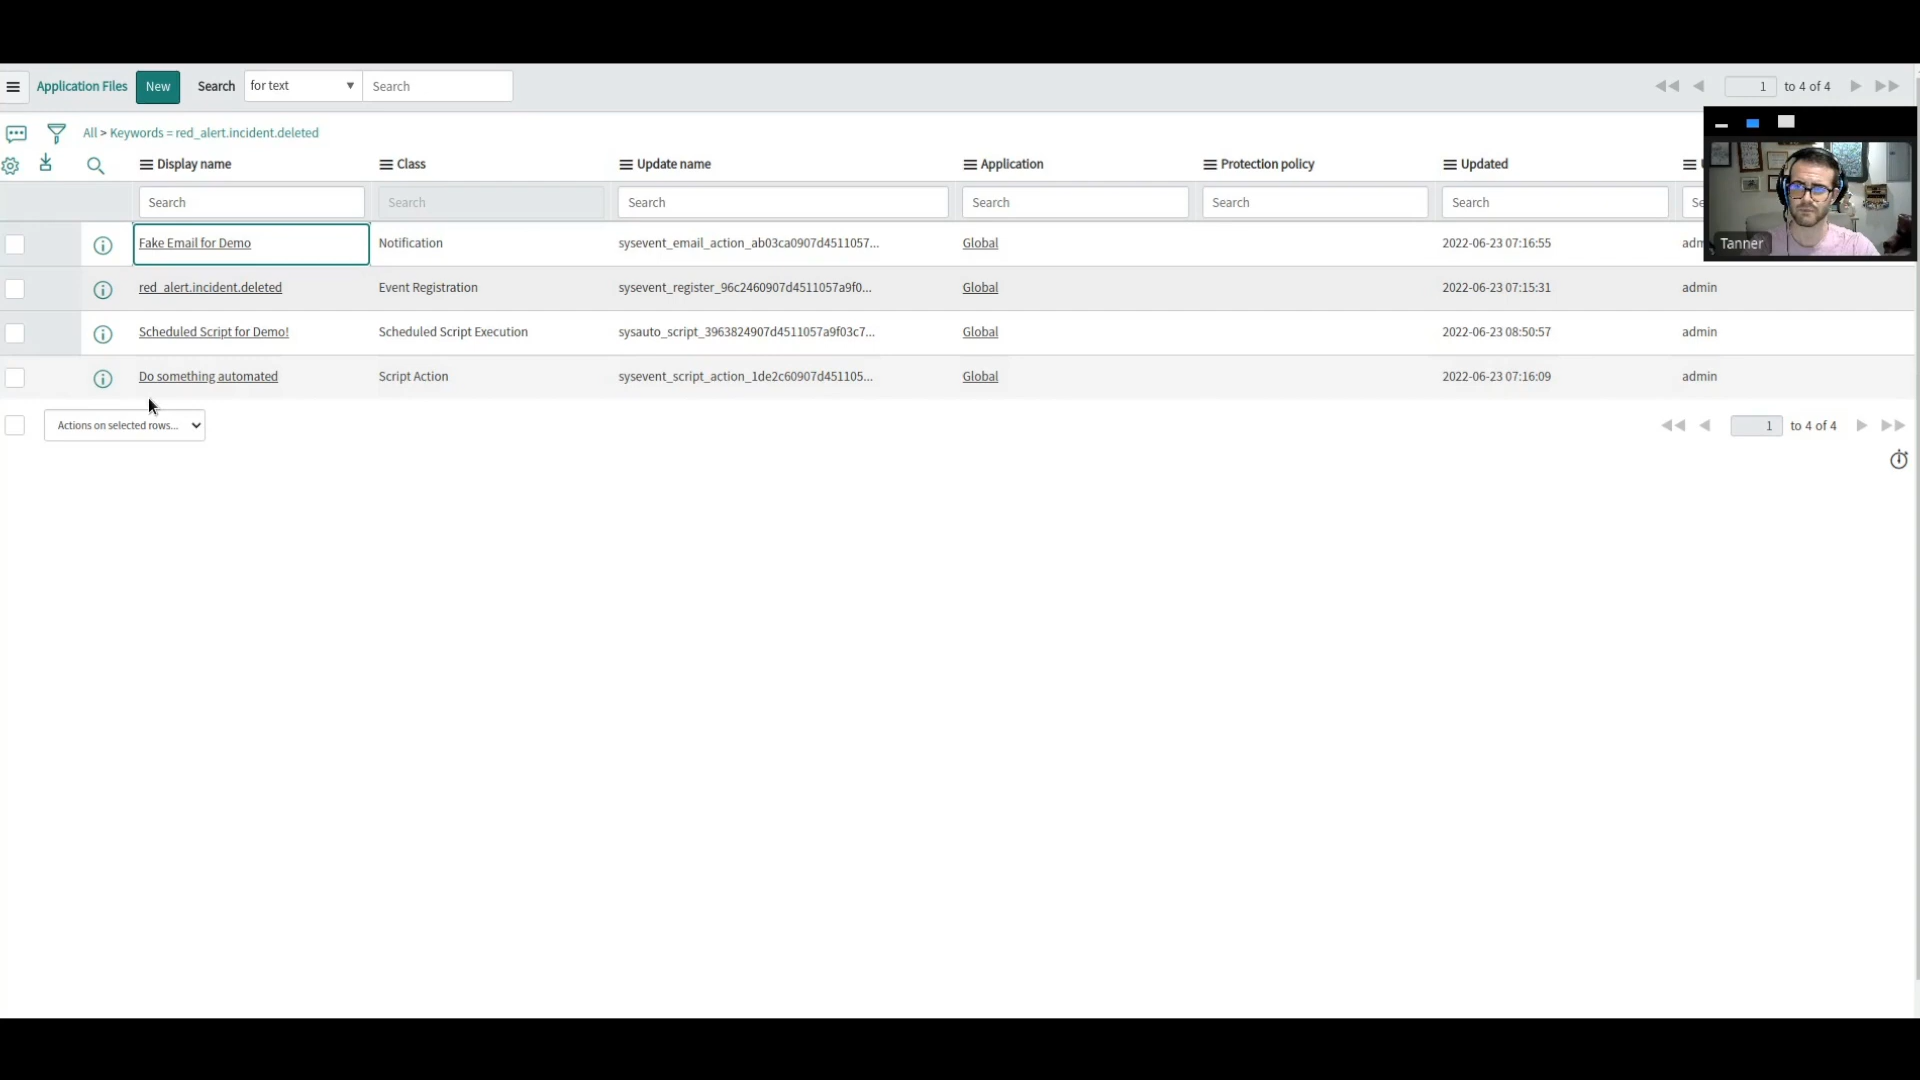 Application Files New Search for text Search 1 to 4 of 4
All > Keywords = red_alert.incident.deleted
Display name Class Update name Application Protection policy Updated
Search Search Search Search Search Search Se
Fake Email for Demo Notification sysevent_email_action_ab03ca0907d4511057... Global 2022-06-23 07:16:55 adm
Tanner
red_alert.incident.deleted Event Registration sysevent_register_96c2460907d4511057a9f0... Global 2022-06-23 07:15:31 admin
Scheduled Script for Demo! Scheduled Script Execution sysauto_script_3963824907d4511057a9f03c7... Global 2022-06-23 08:50:57 admin
Do something automated Script Action sysevent_script_action_1de2c60907d451105... Global 2022-06-23 07:16:09 admin
Actions on selected rows... 1 to 4 of 4